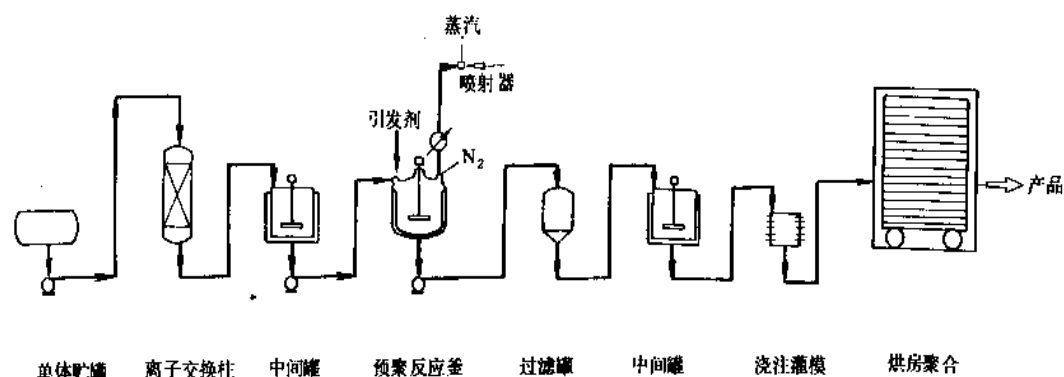 蒸汽
喷射器
引发剂
N₂
产品
单体贮罐 离子交换柱 中间罐 预聚反应釜 过滤罐 中间罐 浇注灌模 烘房聚合